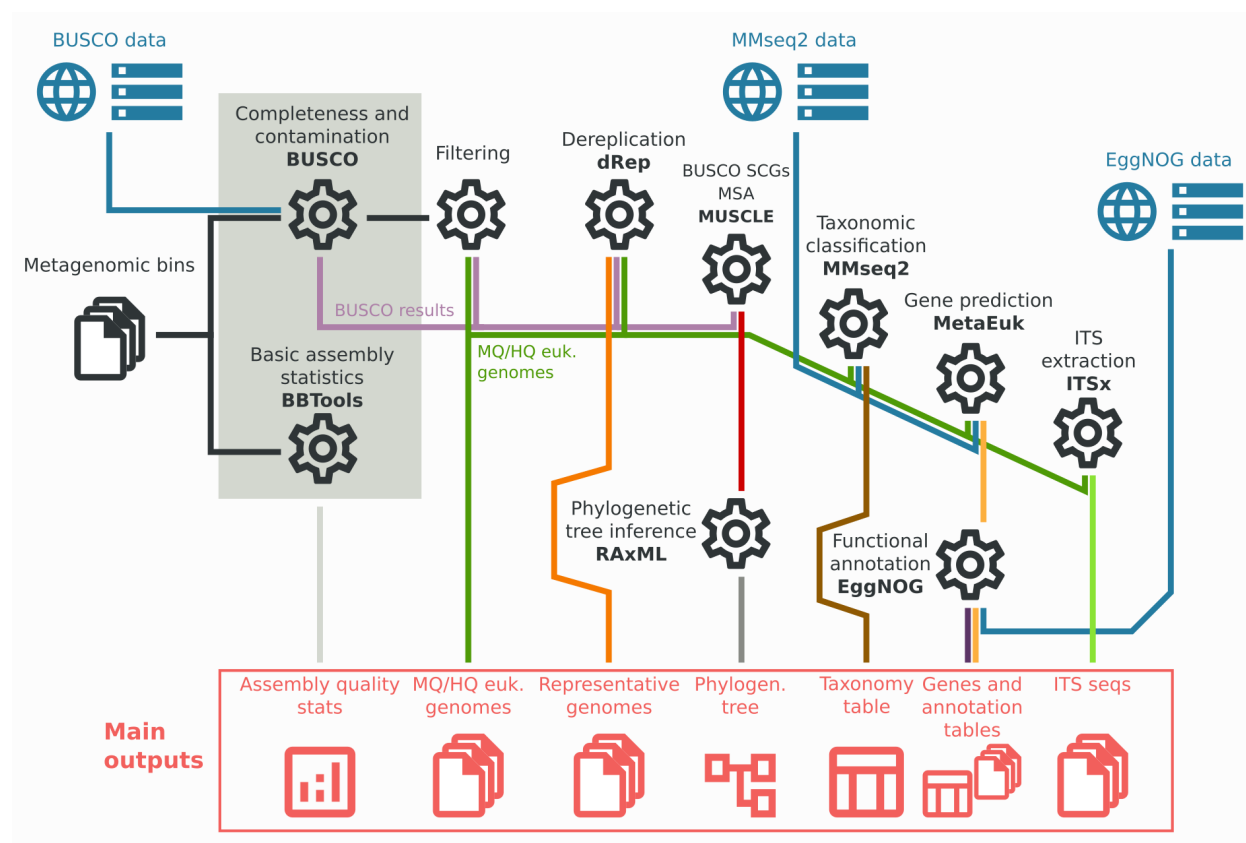 BUSCO data
MMseq2 data
EggNOG data
Completeness and
contamination
BUSCO
Filtering
Dereplication
dRep
BUSCO SCGs
MSA
MUSCLE
Taxonomic
classification
MMseq2
Gene prediction
MetaEuk
ITS
extraction
ITSx
Metagenomic bins
BUSCO results
MQ/HQ euk.
genomes
Basic assembly
statistics
BBTools
Phylogenetic
tree inference
RAxML
Functional
annotation
EggNOG
Main
outputs
Assembly quality
stats
MQ/HQ euk.
genomes
Representative
genomes
Phylogen.
tree
Taxonomy
table
Genes and
annotation
tables
ITS seqs